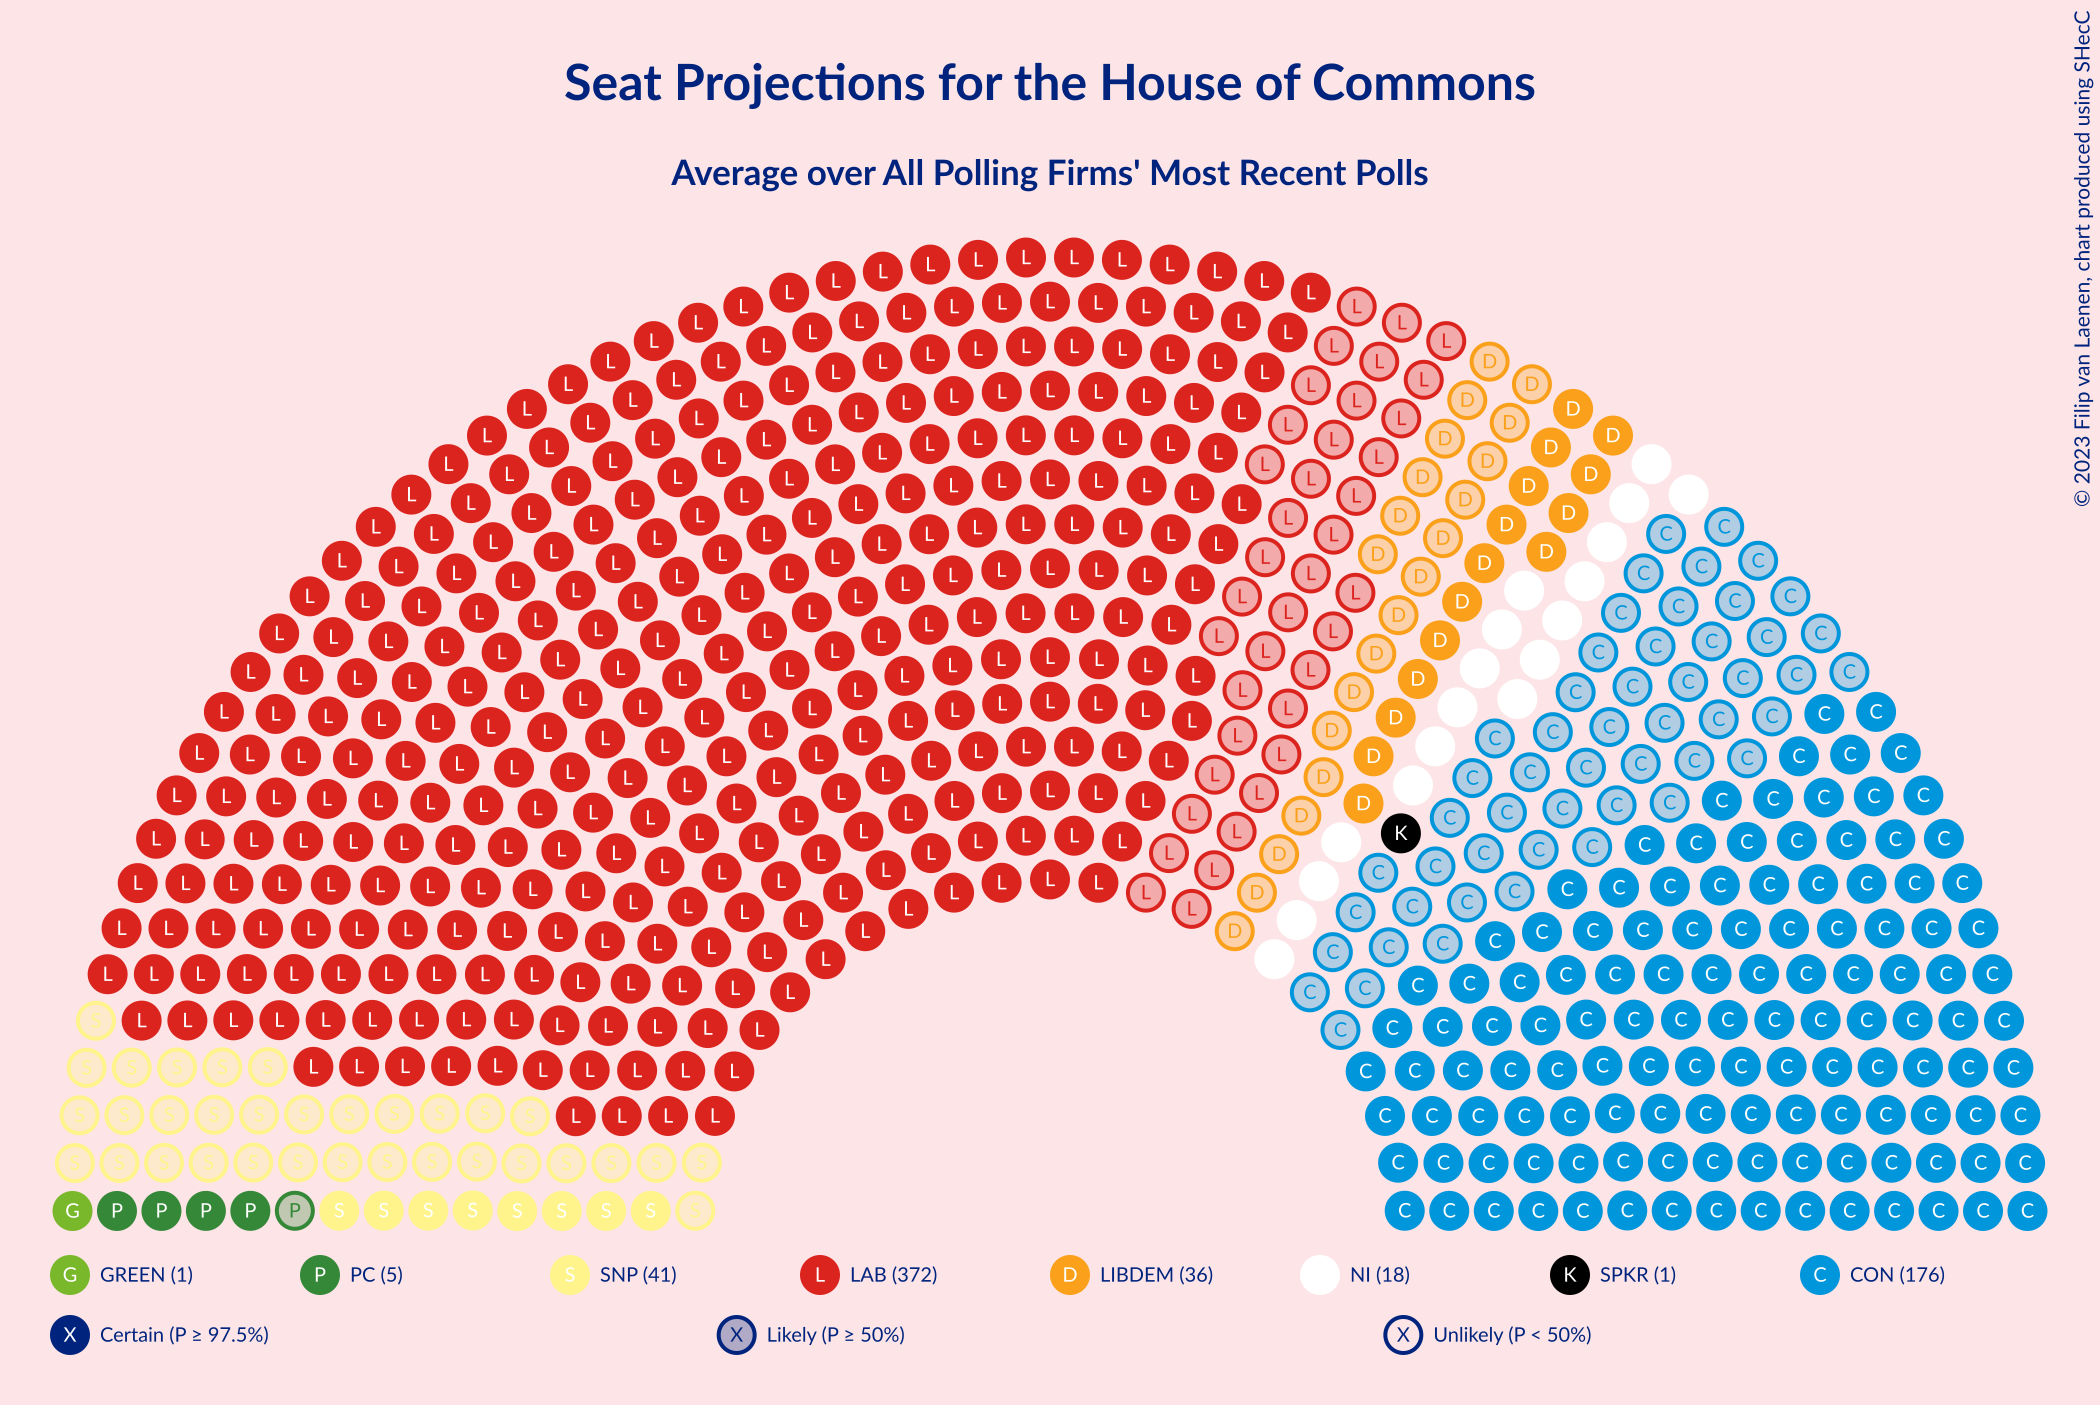 Seat Projections for the House of Commons
Average over All Polling Firms' Most Recent Polls
© 2023 Filip van Laenen, chart produced using SHecC
G GREEN (1)
P PC (5)
S SNP (41)
L LAB (372)
D LIBDEM (36)
NI (18)
K SPKR (1)
C CON (176)
X Certain (P ≥ 97.5%)
X Likely (P ≥ 50%)
X Unlikely (P < 50%)